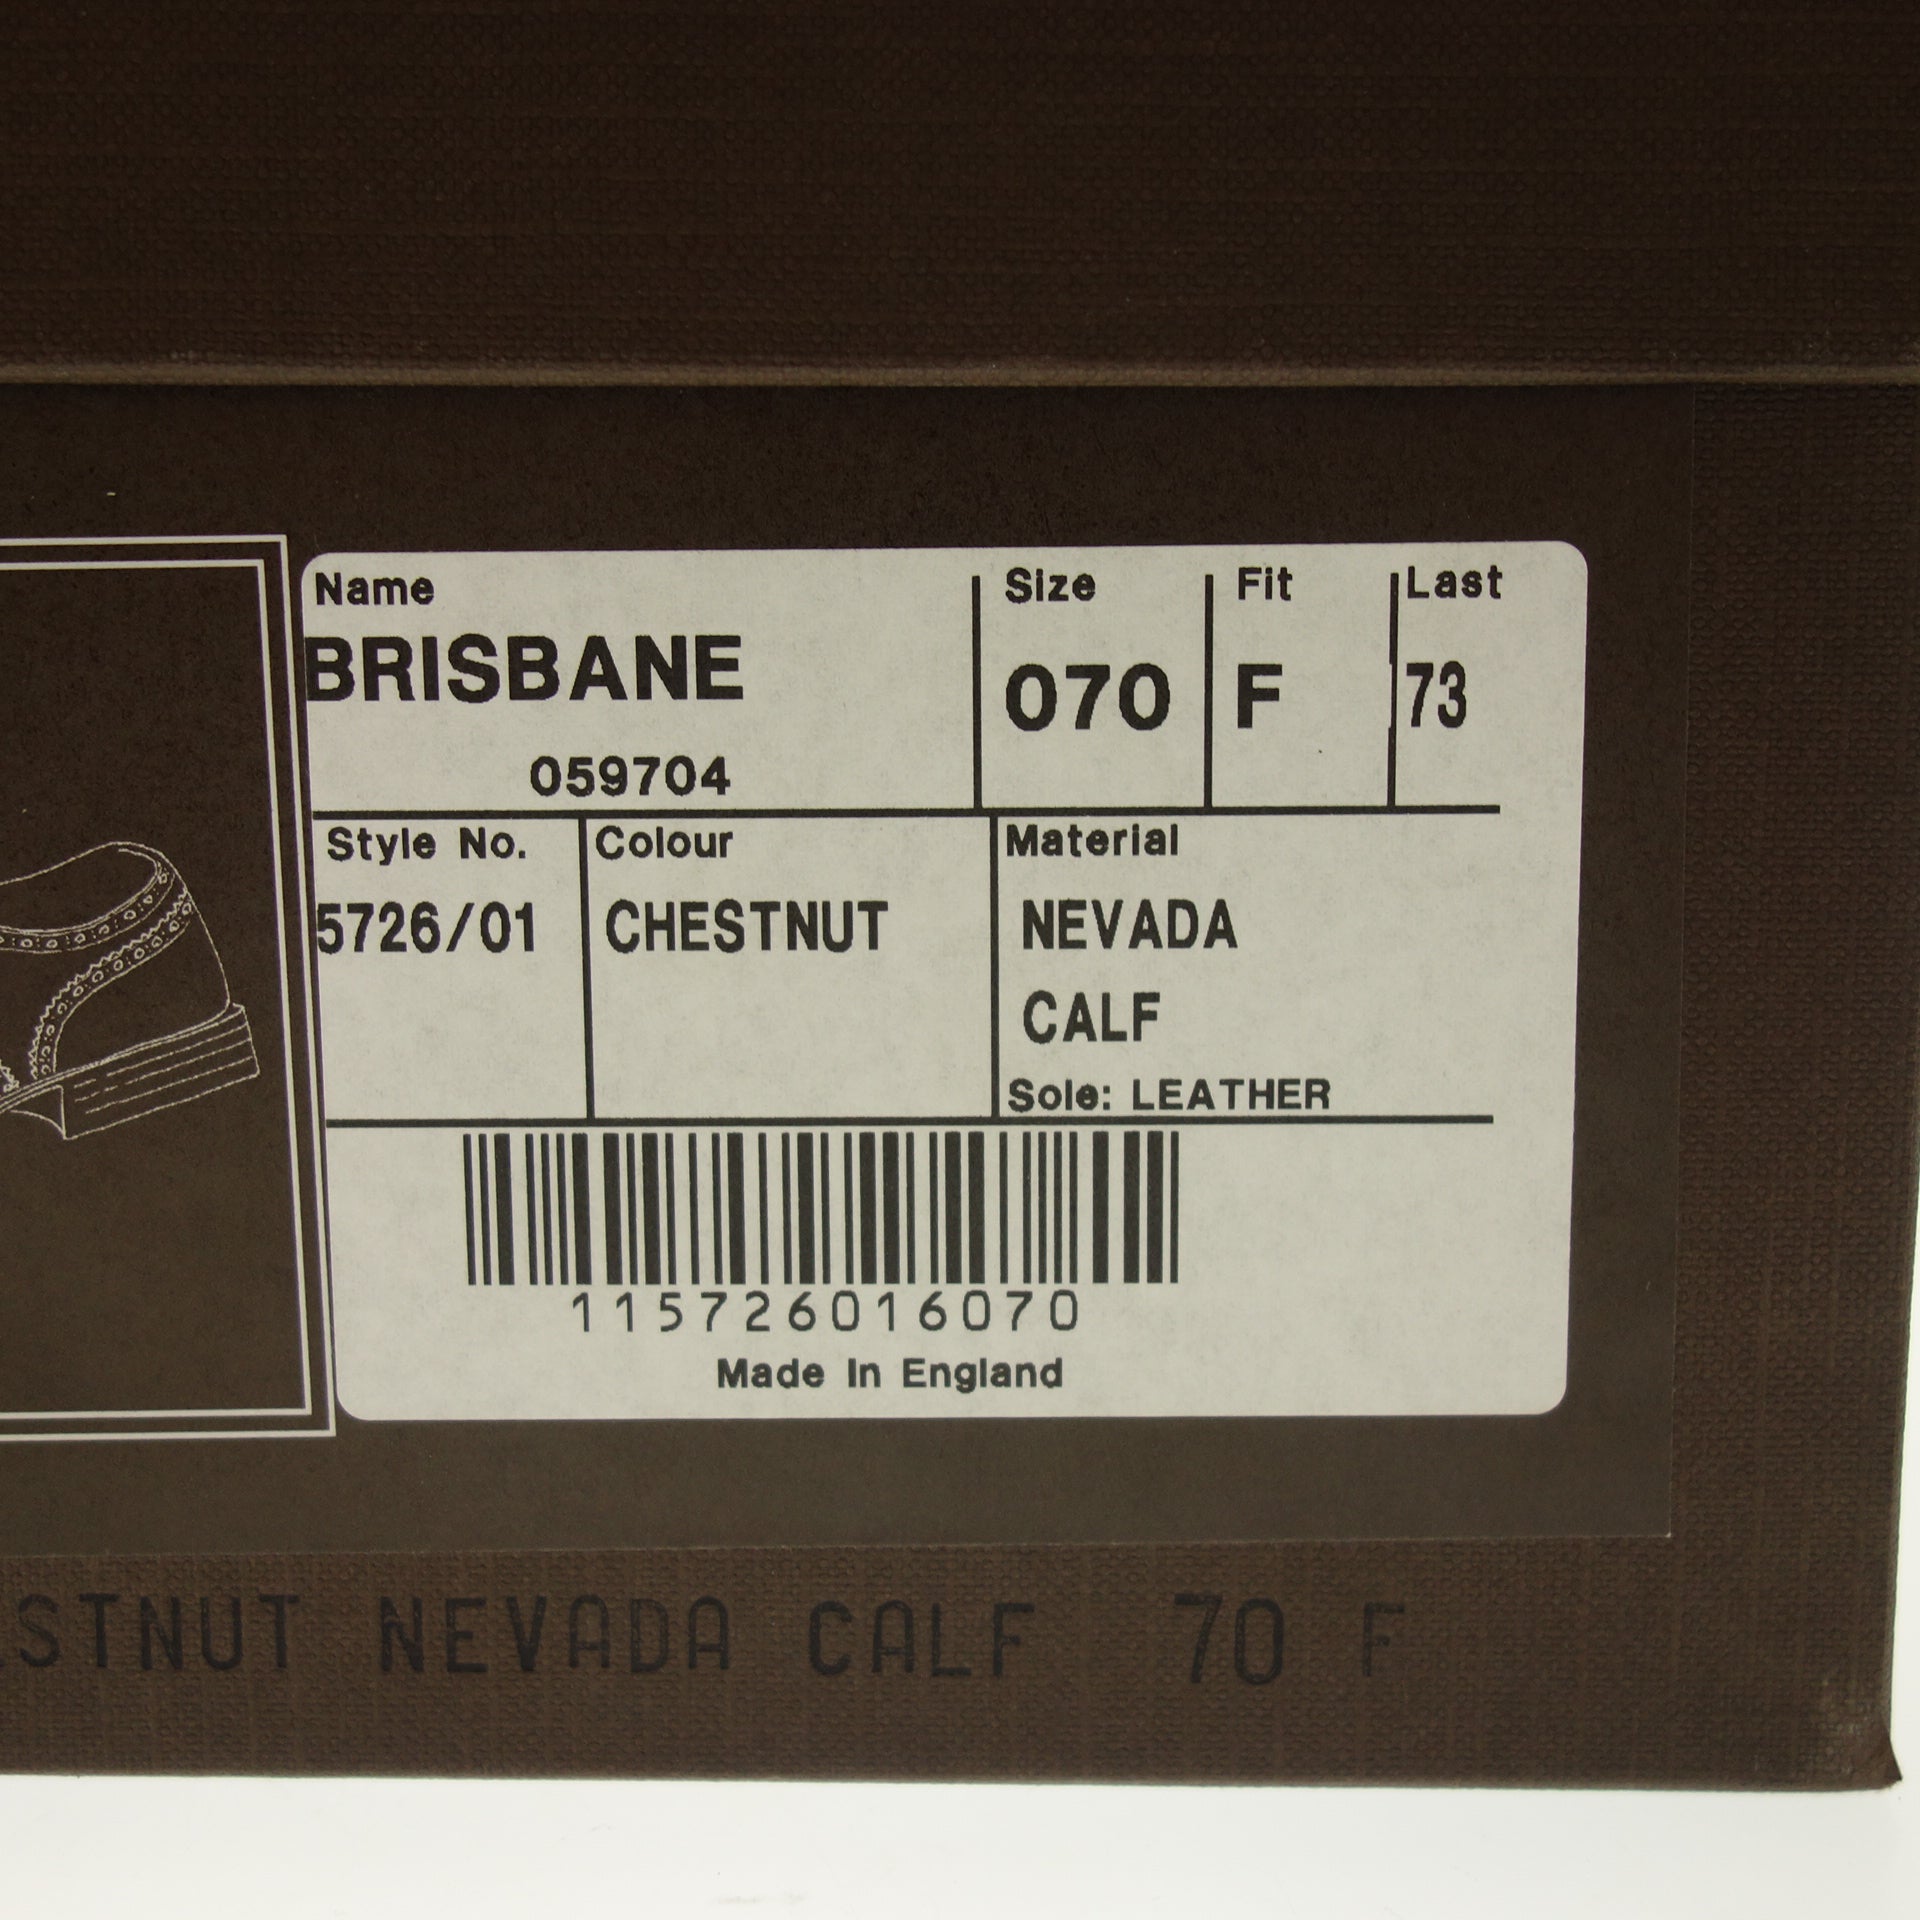 Name Size Fit Last
BRISBANE 070 F 73
059704
Style No. Colour Material
5726/01 CHESTNUT NEVADA
CALF
Sole: LEATHER
115726016070
Made In England
STNUT NEVADA CALF 70 F